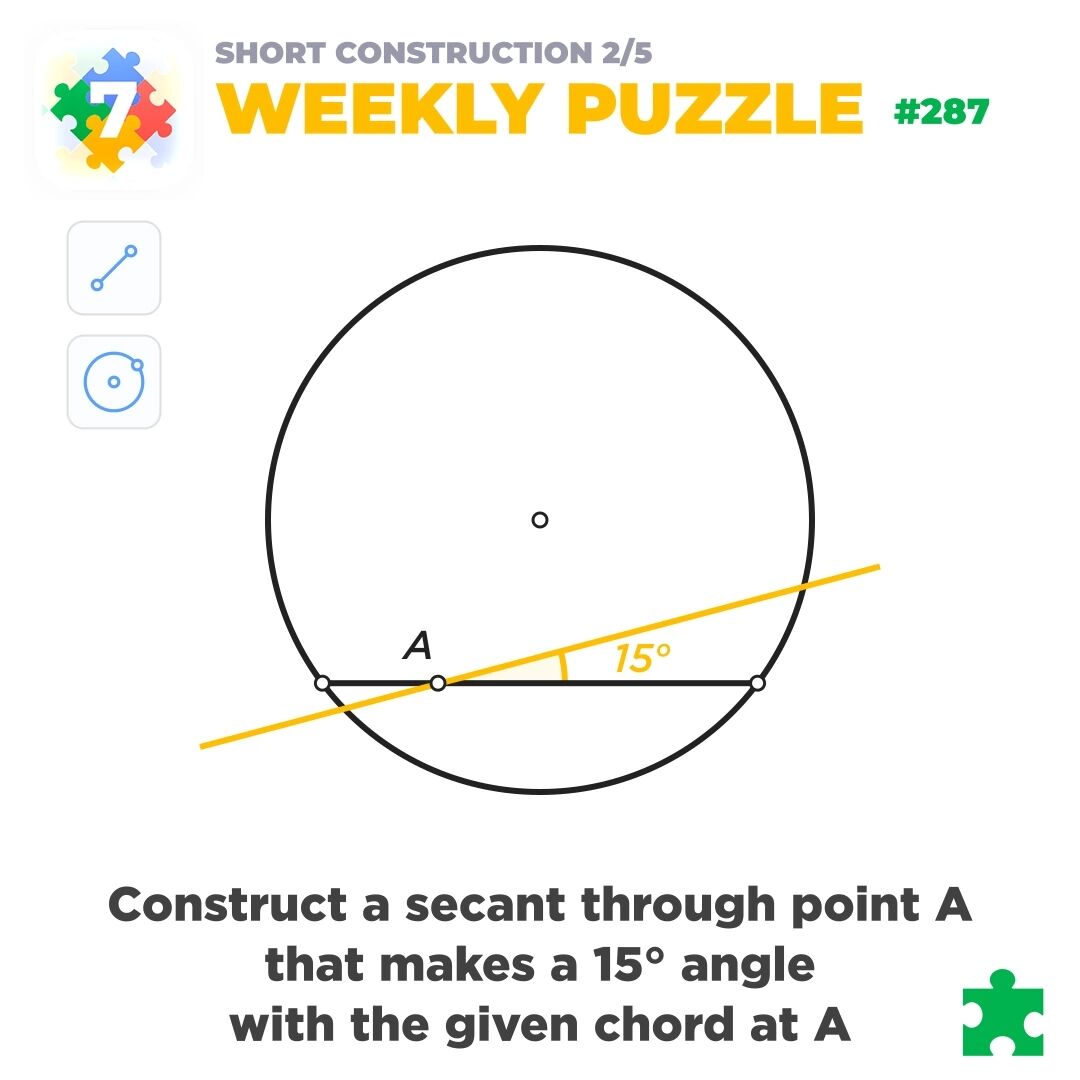 7
SHORT CONSTRUCTION 2/5
WEEKLY PUZZLE #287
A
15°
Construct a secant through point A
that makes a 15° angle
with the given chord at A